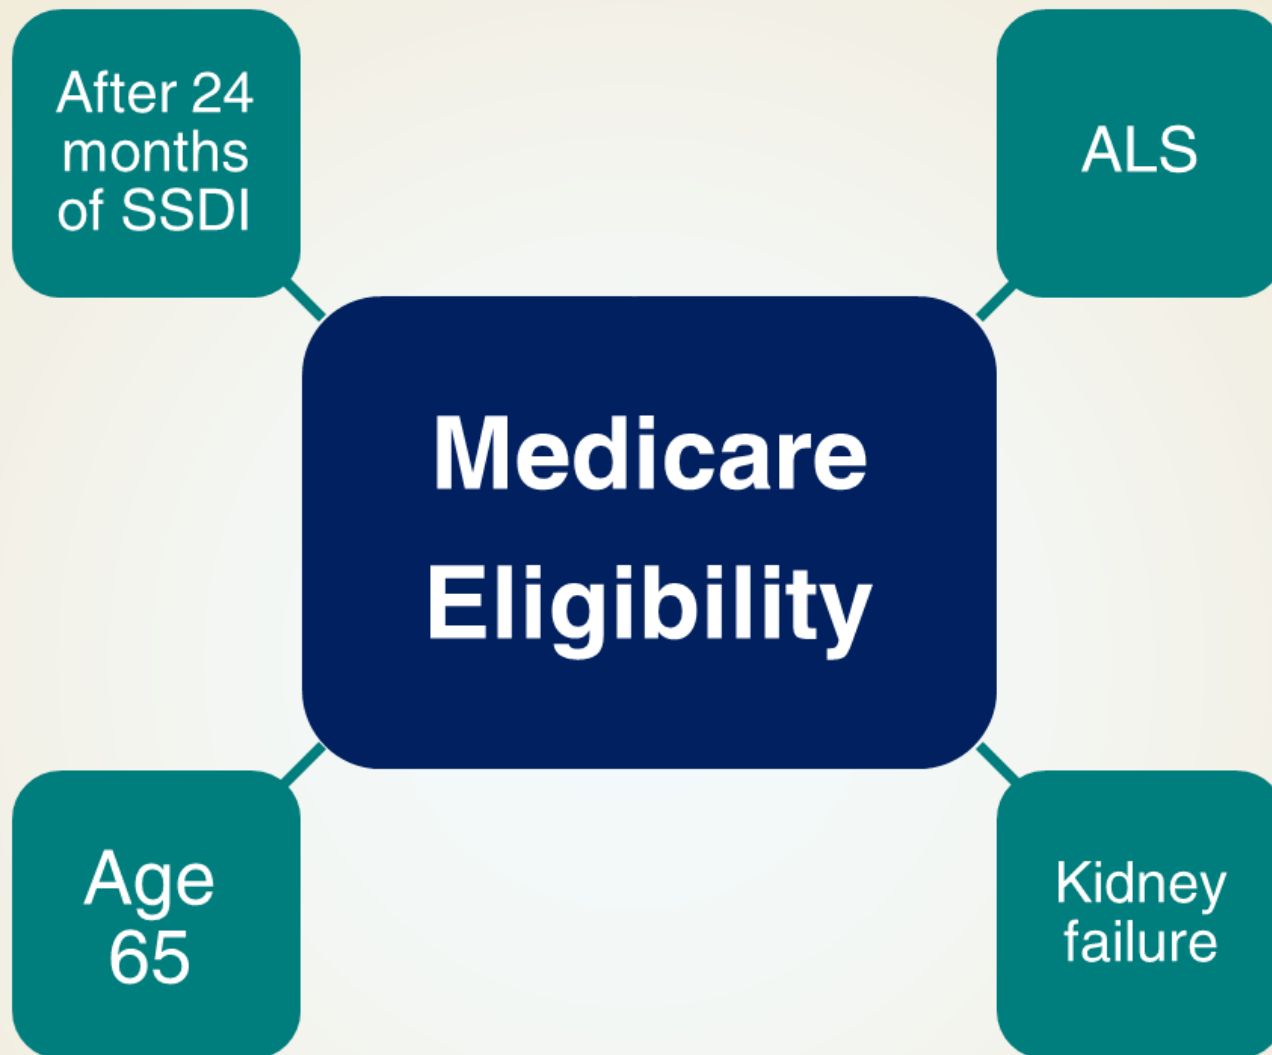 After 24
months
of SSDI
ALS
Medicare
Eligibility
Age
65
Kidney
failure